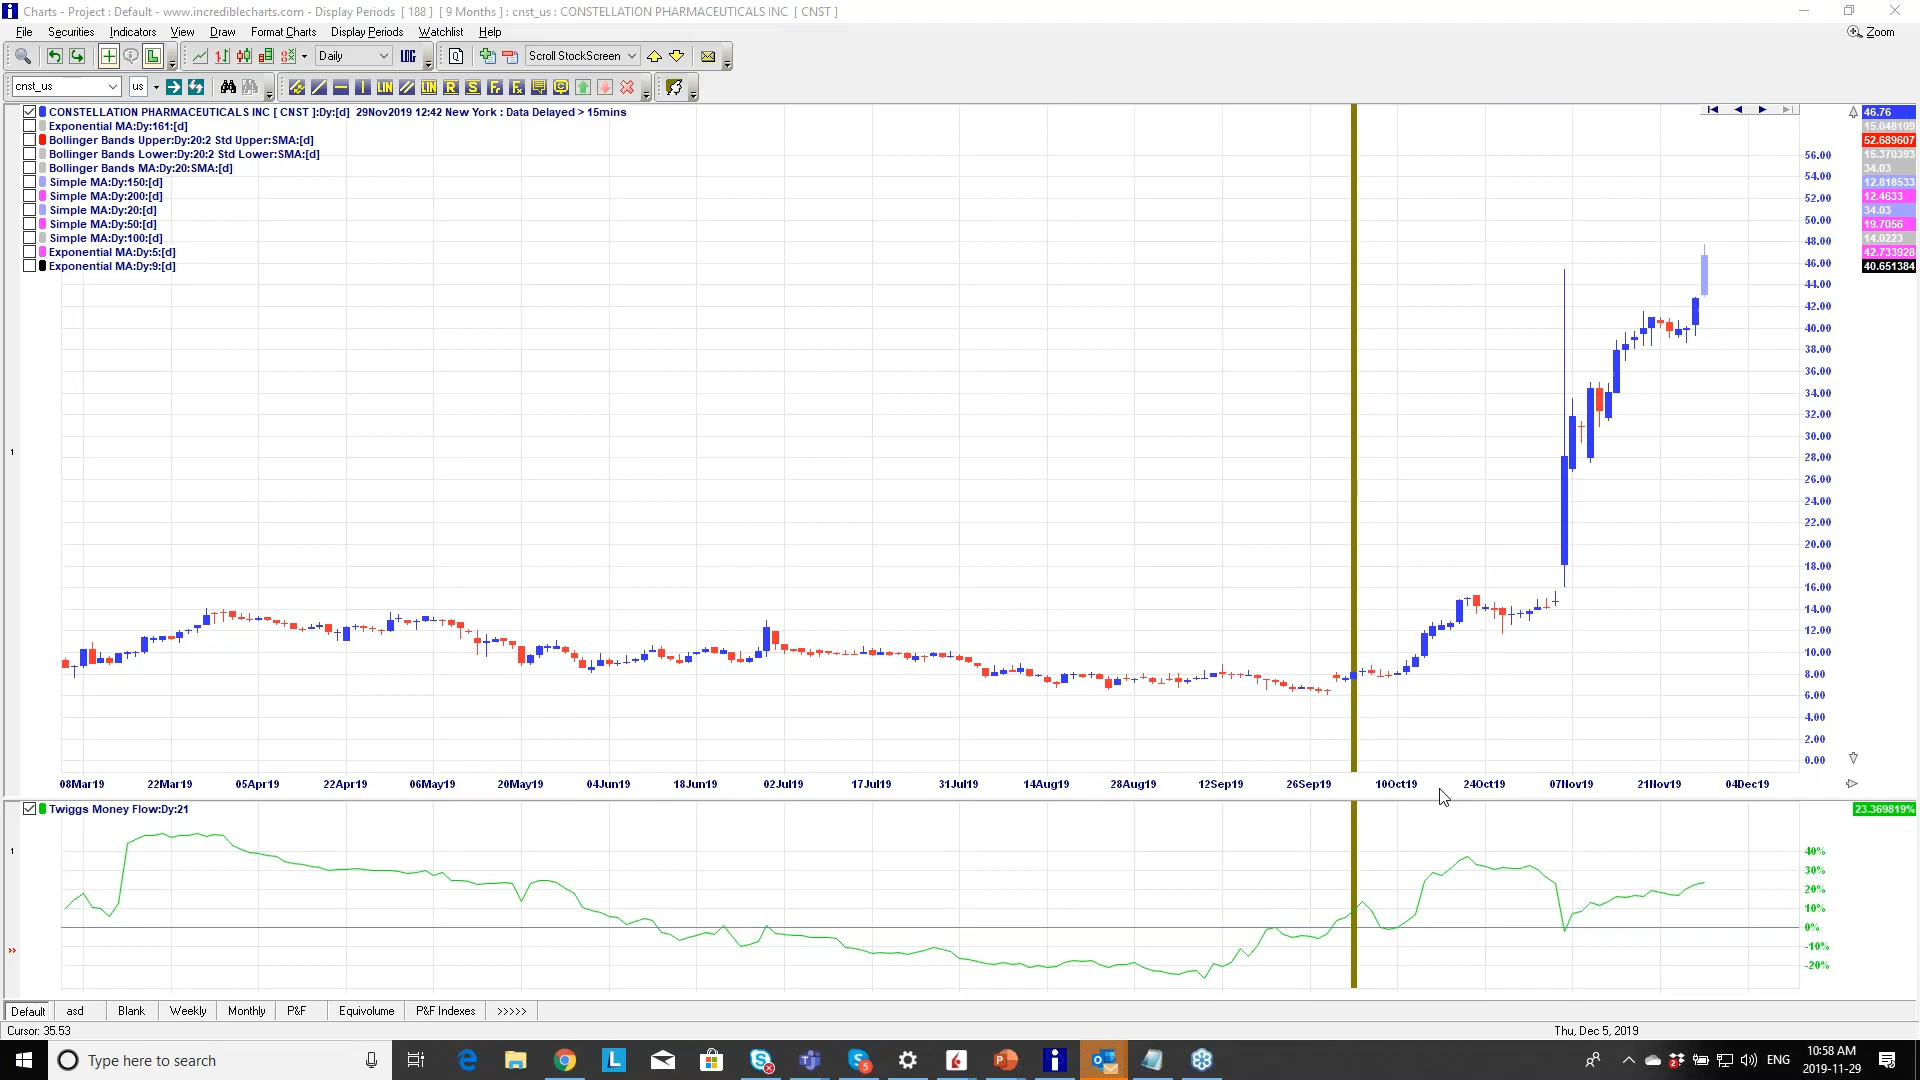 Charts - Project : Default - www.incrediblecharts.com - Display Periods [ 188 ] [ 9 Months ] : cnst_us : CONSTELLATION PHARMACEUTICALS INC [ CNST ]
File Securities Indicators View Draw Format Charts Display Periods Watchlist Help Zoom
Daily Scroll StockScreen
cnst_us us LIN LIN R S
CONSTELLATION PHARMACEUTICALS INC [ CNST ]:Dy:[d] 29Nov2019 12:42 New York : Data Delayed > 15mins
Exponential MA:Dy:161:[d]
Bollinger Bands Upper:Dy:20:2 Std Upper:SMA:[d]
Bollinger Bands Lower:Dy:20:2 Std Lower:SMA:[d]
Bollinger Bands MA:Dy:20:SMA:[d]
Simple MA:Dy:150:[d]
Simple MA:Dy:200:[d]
Simple MA:Dy:20:[d]
Simple MA:Dy:50:[d]
Simple MA:Dy:100:[d]
Exponential MA:Dy:5:[d]
Exponential MA:Dy:9:[d]
46.76
15.048109
52.689607
15.370393
34.03
12.818533
12.4633
34.03
19.7056
14.0223
42.733928
40.651384
56.00
54.00
52.00
50.00
48.00
46.00
44.00
42.00
40.00
38.00
36.00
34.00
32.00
30.00
28.00
26.00
24.00
22.00
20.00
18.00
16.00
14.00
12.00
10.00
8.00
6.00
4.00
2.00
0.00
1
08Mar19 22Mar19 05Apr19 22Apr19 06May19 20May19 04Jun19 18Jun19 02Jul19 17Jul19 31Jul19 14Aug19 28Aug19 12Sep19 26Sep19 10Oct19 24Oct19 07Nov19 21Nov19 04Dec19
Twiggs Money Flow:Dy:21
23.369819%
1
40%
30%
20%
10%
0%
-10%
-20%
Default asd Blank Weekly Monthly P&F Equivolume P&F Indexes >>>>>
Cursor: 35.53 Thu, Dec 5, 2019
Type here to search
ENG
10:58 AM
2019-11-29